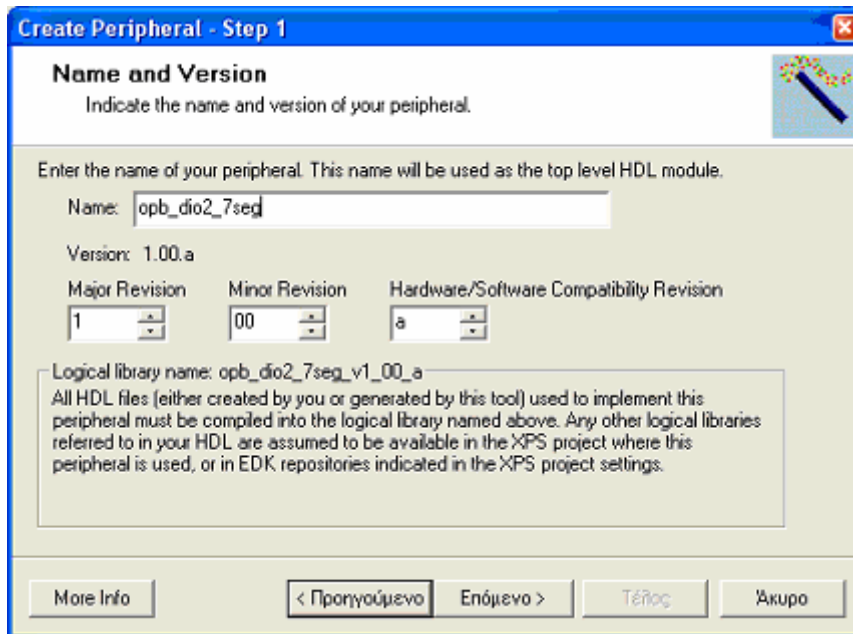 Create Peripheral - Step 1
Name and Version
Indicate the name and version of your peripheral.
Enter the name of your peripheral. This name will be used as the top level HDL module.
Name: opb_dio2_7seg
Version: 1.00.a
Major Revision Minor Revision Hardware/Software Compatibility Revision
1 00 a
Logical library name: opb_dio2_7seg_v1_00_a
All HDL files (either created by you or generated by this tool) used to implement this
peripheral must be compiled into the logical library named above. Any other logical libraries
referred to in your HDL are assumed to be available in the XPS project where this
peripheral is used, or in EDK repositories indicated in the XPS project settings.
More Info < Προηγούμενο Επόμενο > Τέλος Άκυρο